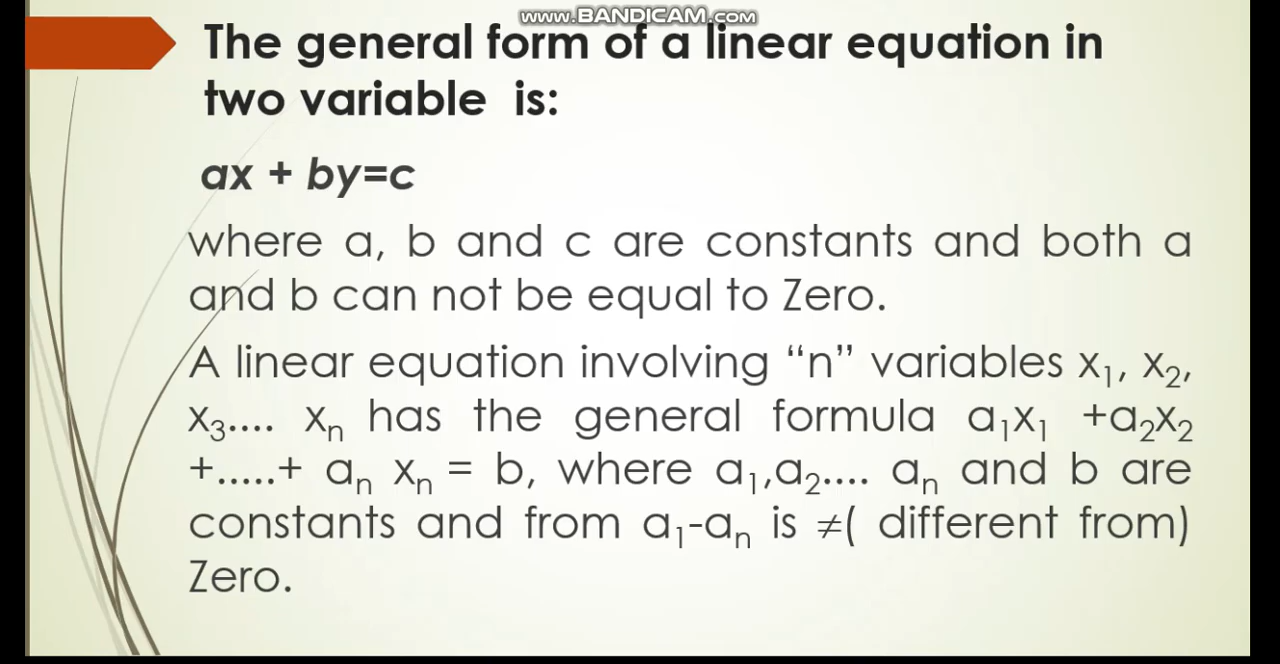 www.BANDICAM.com
The general form of a linear equation in
two variable is:
ax + by=c
where a, b and c are constants and both a
and b can not be equal to Zero.
A linear equation involving “n” variables x₁, x₂,
x₃.... xₙ has the general formula a₁x₁ +a₂x₂
+.....+ aₙ xₙ = b, where a₁,a₂.... aₙ and b are
constants and from a₁-aₙ is ≠( different from)
Zero.